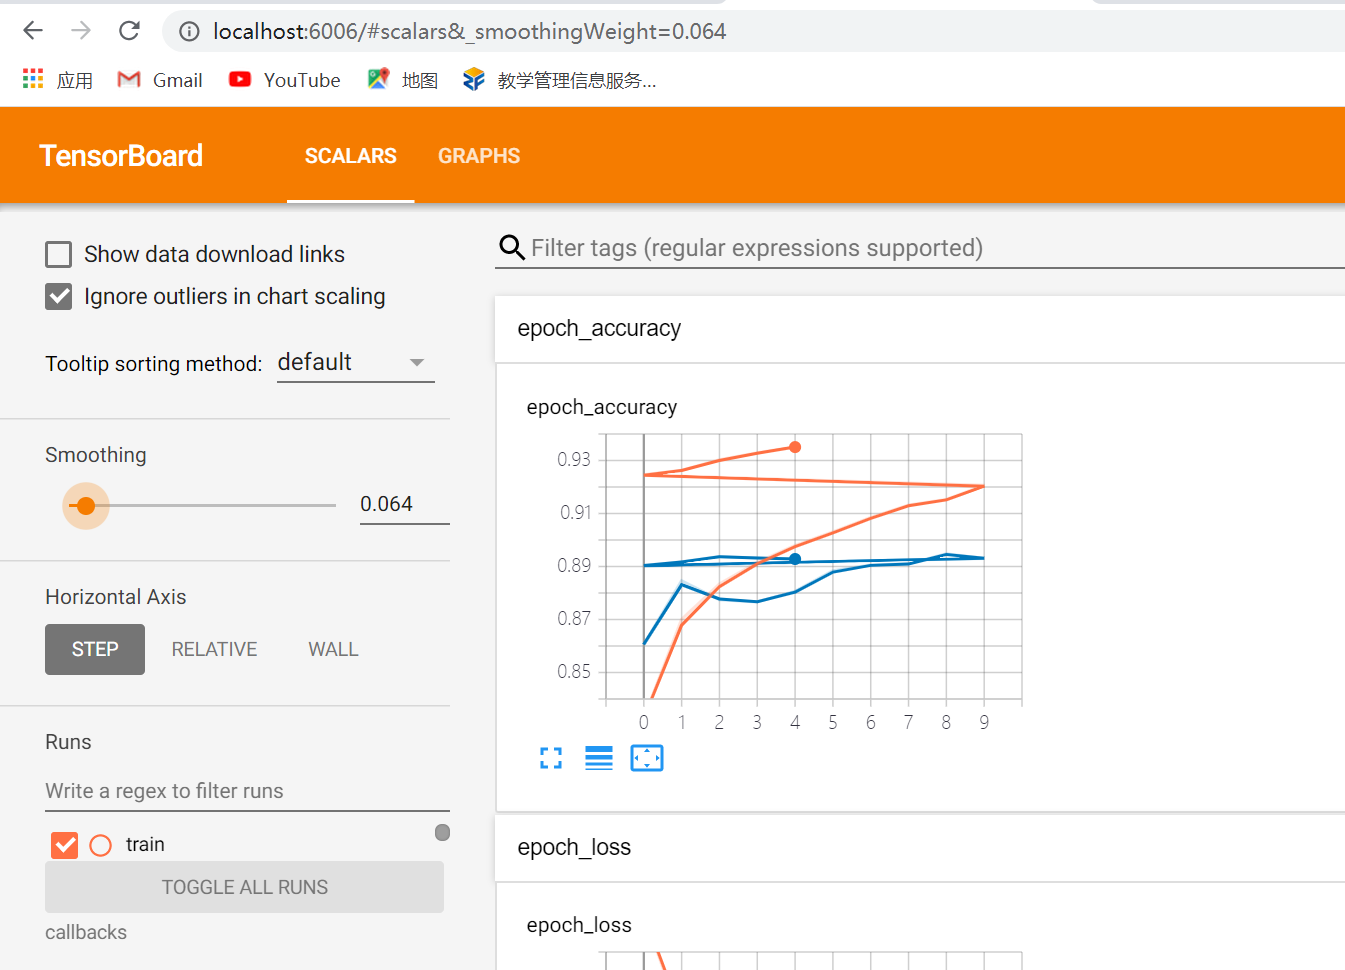 localhost:6006/#scalars&_smoothingWeight=0.064
应用 Gmail YouTube 地图 教学管理信息服务...
TensorBoard SCALARS GRAPHS
Show data download links
Ignore outliers in chart scaling
Tooltip sorting method: default
Smoothing
0.064
Horizontal Axis
STEP RELATIVE WALL
Runs
Write a regex to filter runs
train
TOGGLE ALL RUNS
callbacks
Filter tags (regular expressions supported)
epoch_accuracy
epoch_accuracy
0.93
0.91
0.89
0.87
0.85
0 1 2 3 4 5 6 7 8 9
epoch_loss
epoch_loss